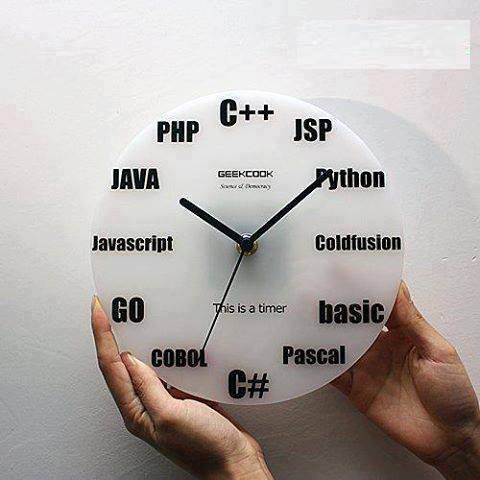 C++
PHP
JSP
GEEKCOOK
Science & Democracy
JAVA
Python
Javascript
Coldfusion
GO
This is a timer
basic
COBOL
Pascal
C#